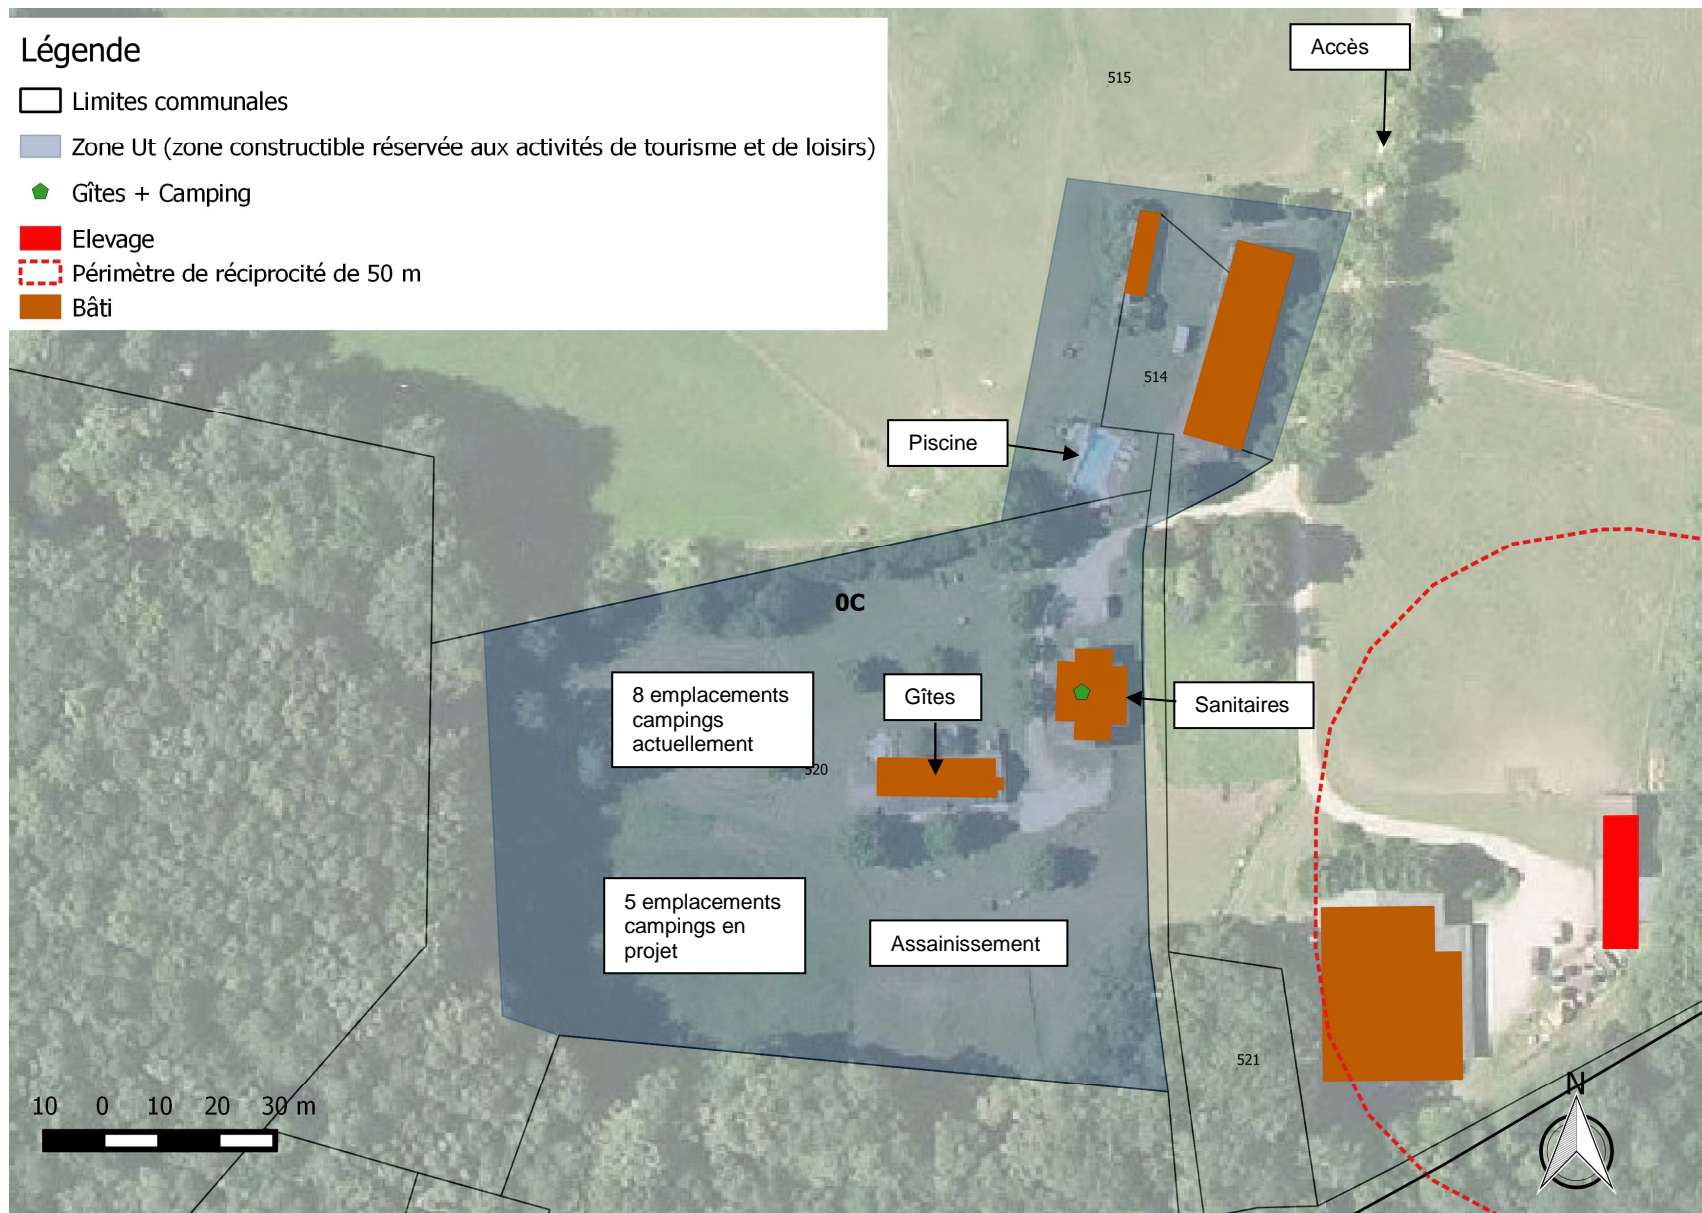 Légende
Limites communales
Zone Ut (zone constructible réservée aux activités de tourisme et de loisirs)
Gîtes + Camping
Elevage
Périmètre de réciprocité de 50 m
Bâti
Accès
515
514
Piscine
0C
8 emplacements
campings
actuellement
Gîtes
Sanitaires
520
5 emplacements
campings en
projet
Assainissement
521
10 0 10 20 30 m
N